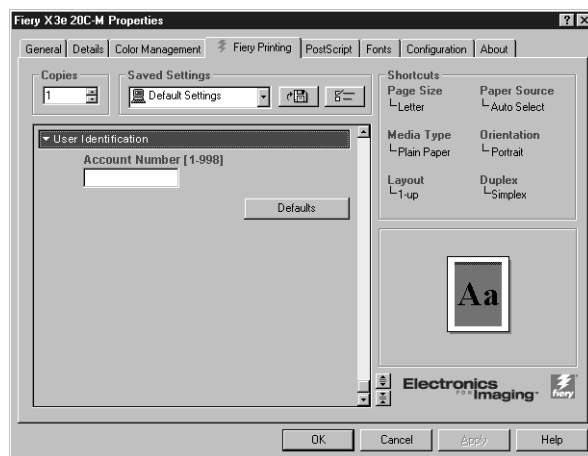 Fiery X3e 20C-M Properties
General Details Color Management Fiery Printing PostScript Fonts Configuration About
Copies
1
Saved Settings
Default Settings
User Identification
Account Number [1-998]
Defaults
Shortcuts
Page Size Paper Source
Letter Auto Select
Media Type Orientation
Plain Paper Portrait
Layout Duplex
1-up Simplex
Aa
Electronics
FOR Imaging
fiery
OK Cancel Apply Help